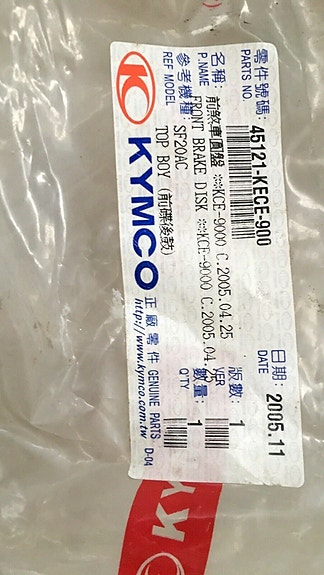 零件號碼: 45121-KECE-900 日期: 2005.11
PARTS NO DATE
名稱: 前煞車圓盤 ※KCE-9000 C.2005.04.25 版數: 1
P.NAME FRONT BRAKE DISK ※KCE-9000 C.2005.04. VER
參考機種: SF20AC 數量: 1
REF MODEL TOP BOY (前碟後鼓) Q'TY
KYMCO 正廠零件 GENUINE PARTS D-04
http://www.kymco.com.tw
KY